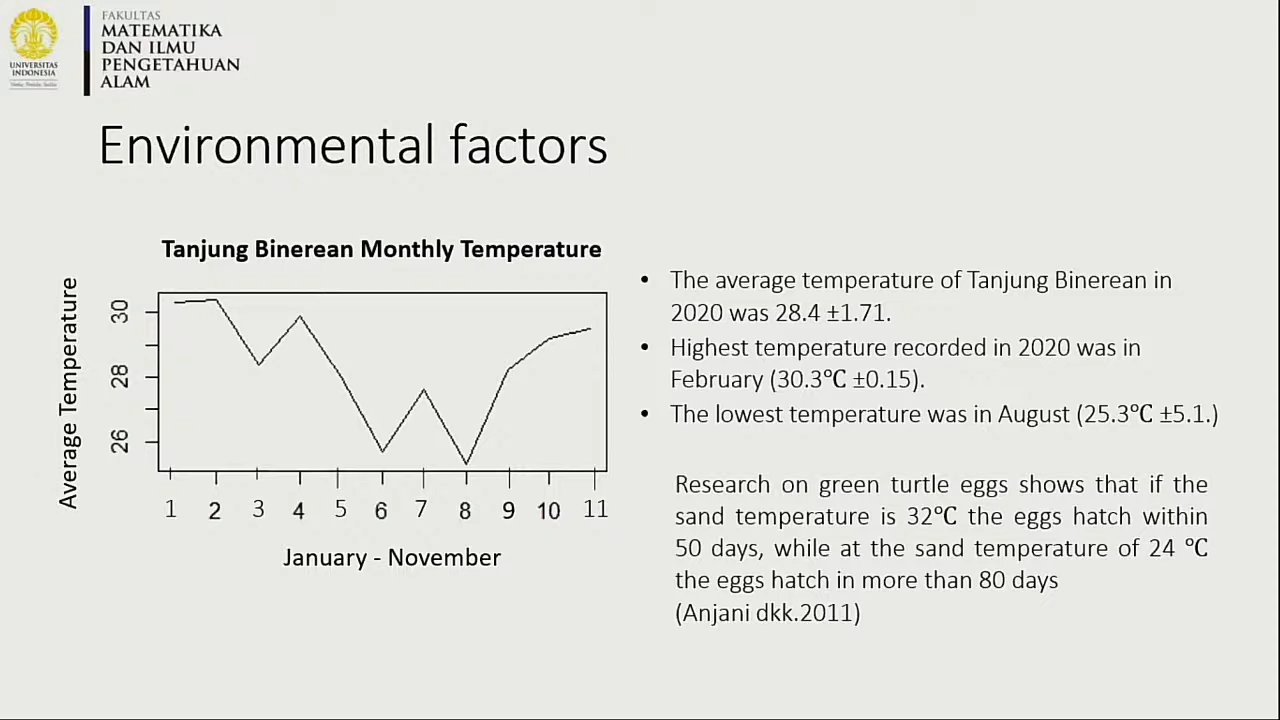 FAKULTAS
MATEMATIKA
DAN ILMU
PENGETAHUAN
ALAM
UNIVERSITAS
INDONESIA
Environmental factors
Tanjung Binerean Monthly Temperature
Average Temperature
30
28
26
1 2 3 4 5 6 7 8 9 10 11
January - November
• The average temperature of Tanjung Binerean in
2020 was 28.4 ±1.71.
• Highest temperature recorded in 2020 was in
February (30.3℃ ±0.15).
• The lowest temperature was in August (25.3℃ ±5.1.)
Research on green turtle eggs shows that if the
sand temperature is 32℃ the eggs hatch within
50 days, while at the sand temperature of 24 ℃
the eggs hatch in more than 80 days
(Anjani dkk.2011)